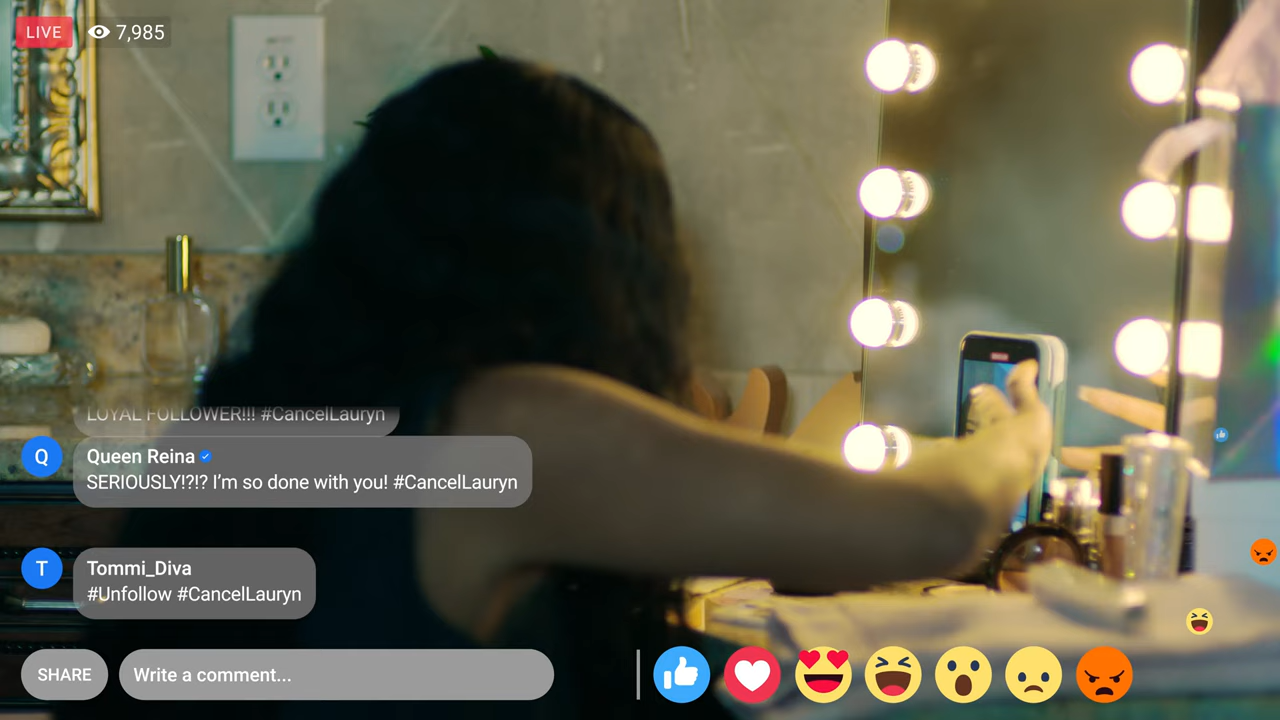 LIVE 7,985
LOYAL FOLLOWER!!! #CancelLauryn
Q Queen Reina
SERIOUSLY!?!? I'm so done with you! #CancelLauryn
T Tommi_Diva
#Unfollow #CancelLauryn
SHARE Write a comment...